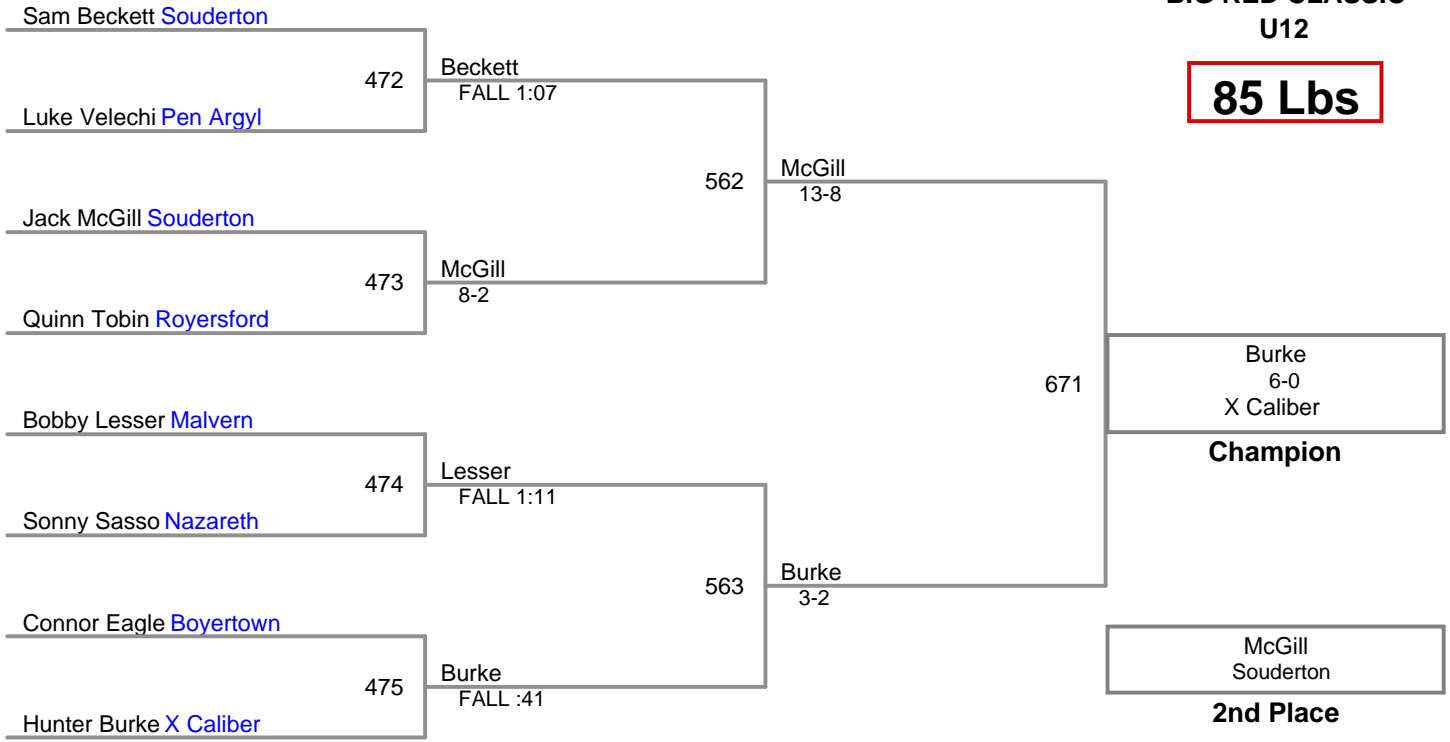 U12
85 Lbs
Sam Beckett Souderton
472
Beckett
FALL 1:07
Luke Velechi Pen Argyl
562
McGill
13-8
Jack McGill Souderton
473
McGill
8-2
Quinn Tobin Royersford
671
Burke
6-0
X Caliber
Champion
Bobby Lesser Malvern
474
Lesser
FALL 1:11
Sonny Sasso Nazareth
563
Burke
3-2
Connor Eagle Boyertown
475
Burke
FALL :41
Hunter Burke X Caliber
McGill
Souderton
2nd Place